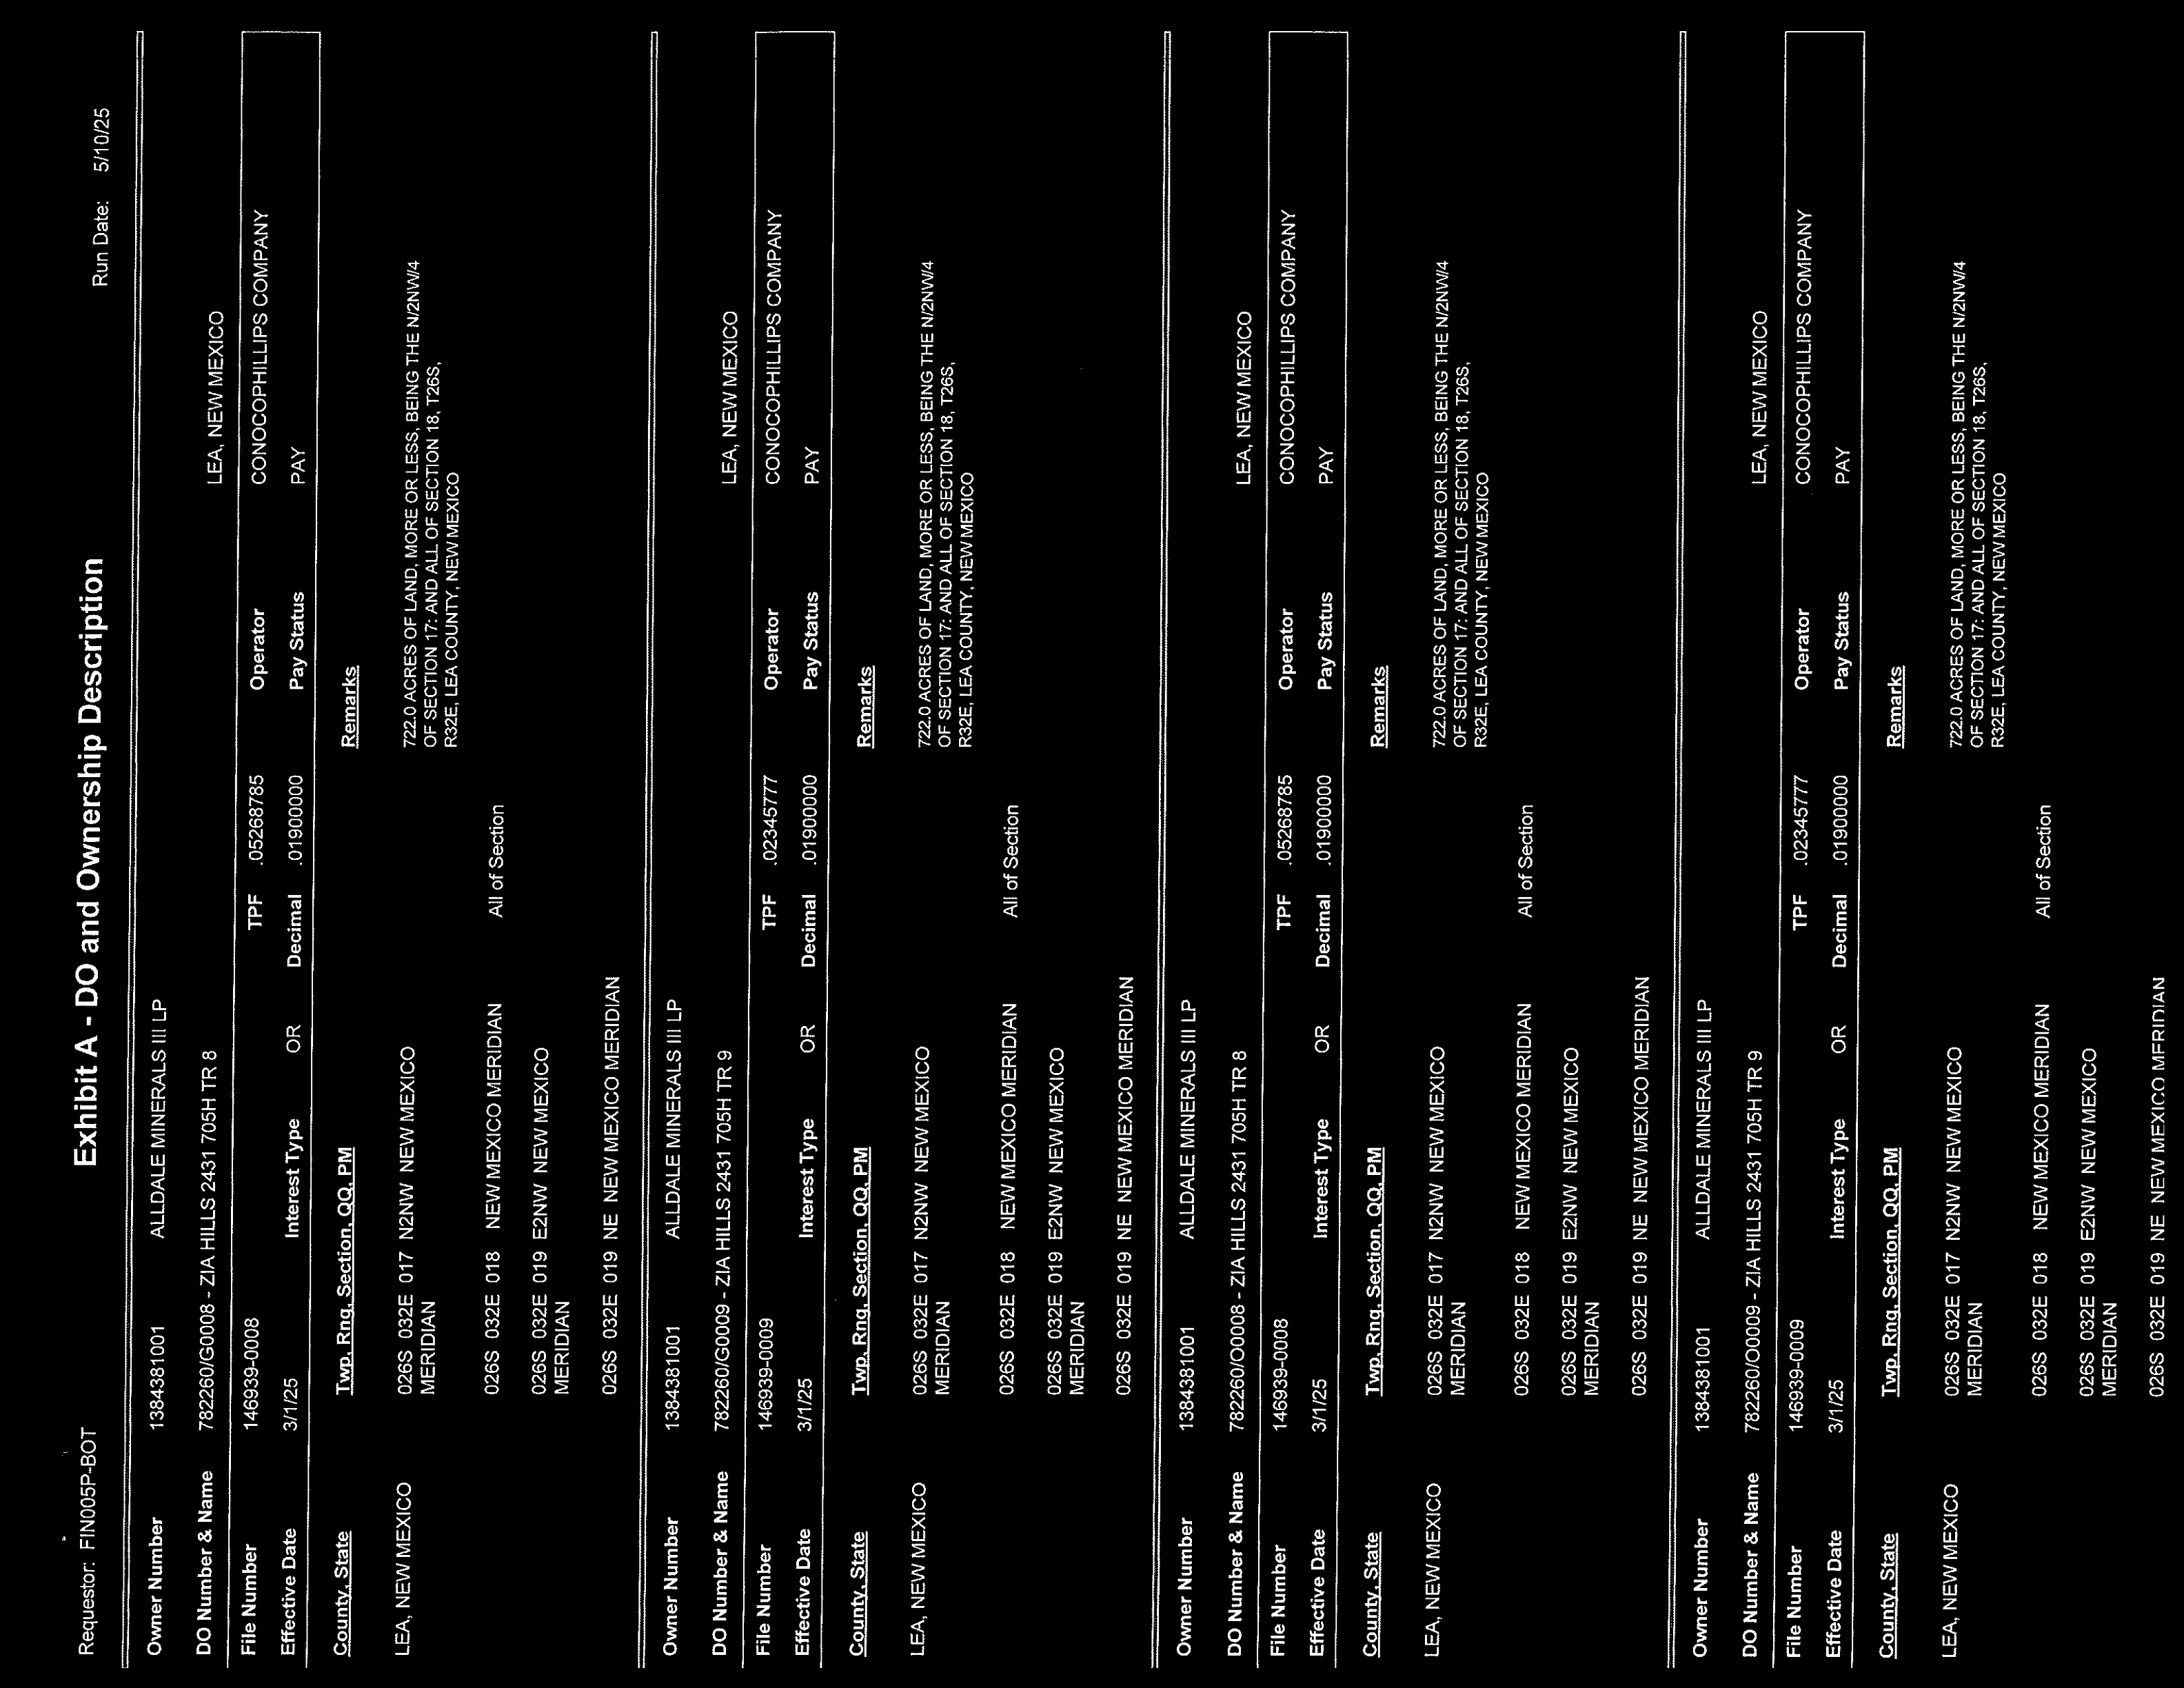 Requestor: FIN005P-BOT Exhibit A - DO and Ownership Description Run Date: 5/10/25
Owner Number 1384381001 ALLDALE MINERALS III LP
DO Number & Name 782260/G0008 - ZIA HILLS 2431 705H TR 8 LEA, NEW MEXICO
File Number 146939-0008 TPF .05268785 Operator CONOCOPHILLIPS COMPANY
Effective Date 3/1/25 Interest Type OR Decimal .01900000 Pay Status PAY
County, State Twp, Rng, Section, QQ, PM Remarks
LEA, NEW MEXICO 026S 032E 017 N2NW NEW MEXICO 722.0 ACRES OF LAND, MORE OR LESS, BEING THE N/2NW/4
MERIDIAN OF SECTION 17: AND ALL OF SECTION 18, T26S,
R32E, LEA COUNTY, NEW MEXICO
026S 032E 018 NEW MEXICO MERIDIAN All of Section
026S 032E 019 E2NW NEW MEXICO
MERIDIAN
026S 032E 019 NE NEW MEXICO MERIDIAN
Owner Number 1384381001 ALLDALE MINERALS III LP
DO Number & Name 782260/G0009 - ZIA HILLS 2431 705H TR 9 LEA, NEW MEXICO
File Number 146939-0009 TPF .02345777 Operator CONOCOPHILLIPS COMPANY
Effective Date 3/1/25 Interest Type OR Decimal .01900000 Pay Status PAY
County, State Twp, Rng, Section, QQ, PM Remarks
LEA, NEW MEXICO 026S 032E 017 N2NW NEW MEXICO 722.0 ACRES OF LAND, MORE OR LESS, BEING THE N/2NW/4
MERIDIAN OF SECTION 17: AND ALL OF SECTION 18, T26S,
R32E, LEA COUNTY, NEW MEXICO
026S 032E 018 NEW MEXICO MERIDIAN All of Section
026S 032E 019 E2NW NEW MEXICO
MERIDIAN
026S 032E 019 NE NEW MEXICO MERIDIAN
Owner Number 1384381001 ALLDALE MINERALS III LP
DO Number & Name 782260/O0008 - ZIA HILLS 2431 705H TR 8 LEA, NEW MEXICO
File Number 146939-0008 TPF .05268785 Operator CONOCOPHILLIPS COMPANY
Effective Date 3/1/25 Interest Type OR Decimal .01900000 Pay Status PAY
County, State Twp, Rng, Section, QQ, PM Remarks
LEA, NEW MEXICO 026S 032E 017 N2NW NEW MEXICO 722.0 ACRES OF LAND, MORE OR LESS, BEING THE N/2NW/4
MERIDIAN OF SECTION 17: AND ALL OF SECTION 18, T26S,
R32E, LEA COUNTY, NEW MEXICO
026S 032E 018 NEW MEXICO MERIDIAN All of Section
026S 032E 019 E2NW NEW MEXICO
MERIDIAN
026S 032E 019 NE NEW MEXICO MERIDIAN
Owner Number 1384381001 ALLDALE MINERALS III LP
DO Number & Name 782260/O0009 - ZIA HILLS 2431 705H TR 9 LEA, NEW MEXICO
File Number 146939-0009 TPF .02345777 Operator CONOCOPHILLIPS COMPANY
Effective Date 3/1/25 Interest Type OR Decimal .01900000 Pay Status PAY
County, State Twp, Rng, Section, QQ, PM Remarks
LEA, NEW MEXICO 026S 032E 017 N2NW NEW MEXICO 722.0 ACRES OF LAND, MORE OR LESS, BEING THE N/2NW/4
MERIDIAN OF SECTION 17: AND ALL OF SECTION 18, T26S,
R32E, LEA COUNTY, NEW MEXICO
026S 032E 018 NEW MEXICO MERIDIAN All of Section
026S 032E 019 E2NW NEW MEXICO
MERIDIAN
026S 032E 019 NE NEW MEXICO MERIDIAN